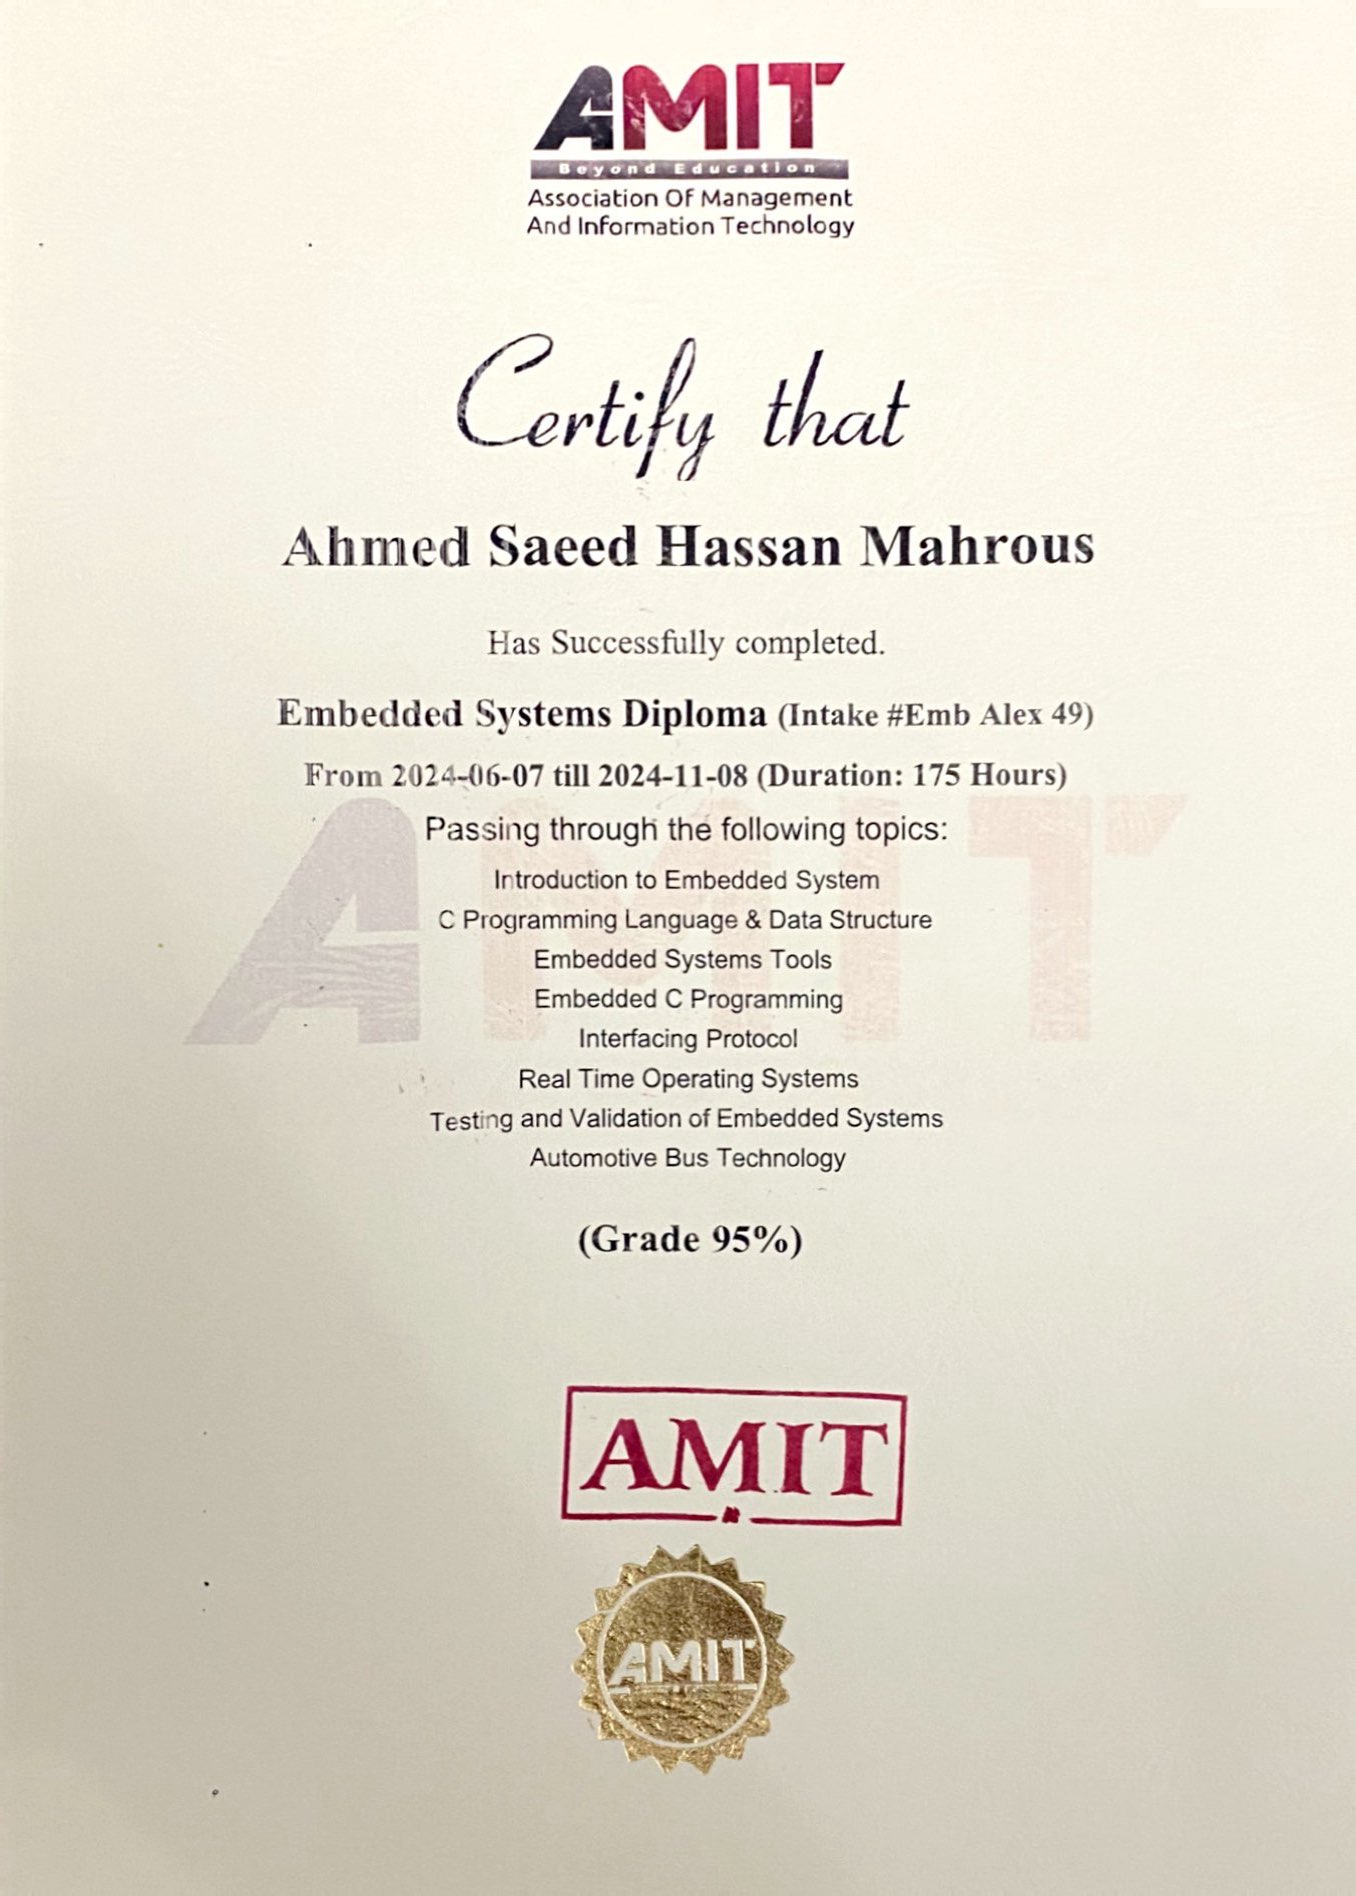 AMIT
Beyond Education
Association Of Management
And Information Technology
Certify that
Ahmed Saeed Hassan Mahrous
Has Successfully completed.
Embedded Systems Diploma (Intake #Emb Alex 49)
From 2024-06-07 till 2024-11-08 (Duration: 175 Hours)
AMIT
Passing through the following topics:
Introduction to Embedded System
C Programming Language & Data Structure
Embedded Systems Tools
Embedded C Programming
Interfacing Protocol
Real Time Operating Systems
Testing and Validation of Embedded Systems
Automotive Bus Technology
(Grade 95%)
AMIT
AMIT